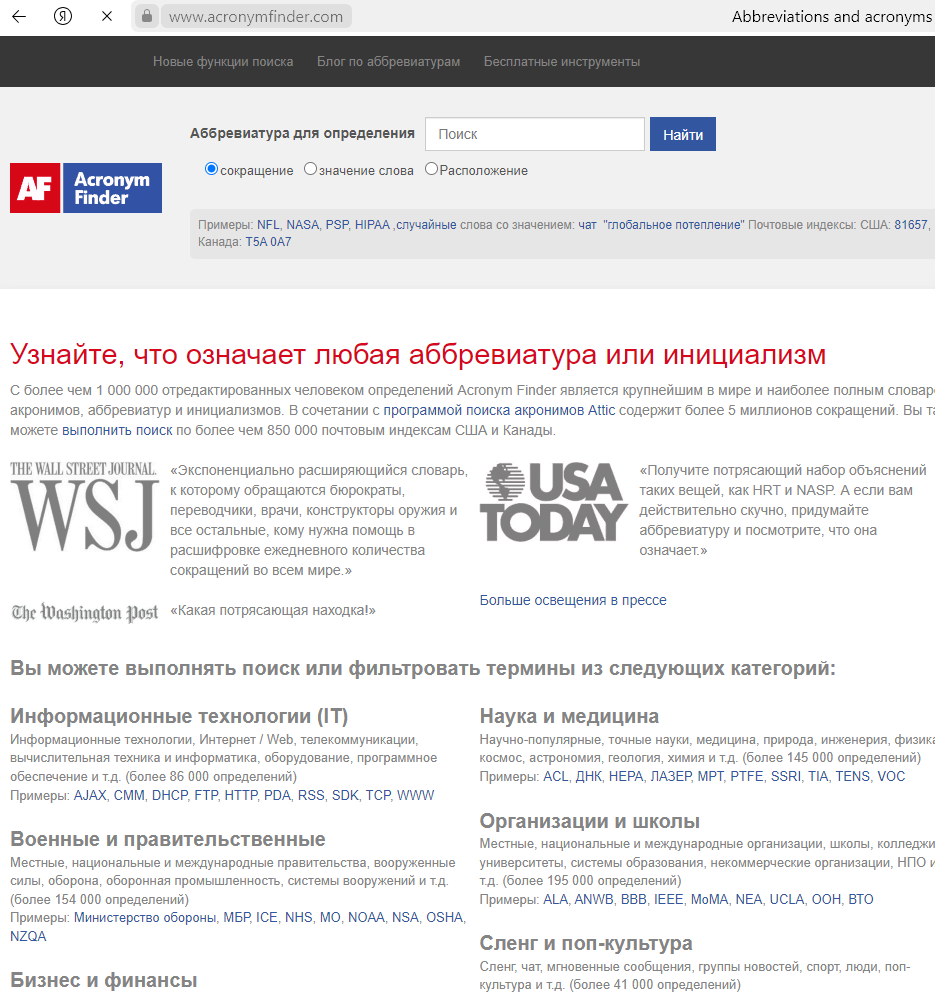 Я
www.acronymfinder.com
Abbreviations and acronyms
Новые функции поиска Блог по аббревиатурам Бесплатные инструменты
Аббревиатура для определения Поиск Найти
сокращение значение слова Расположение
AF Acronym Finder
Примеры: NFL, NASA, PSP, HIPAA ,случайные слова со значением: чат "глобальное потепление" Почтовые индексы: США: 81657,
Канада: T5A 0A7
Узнайте, что означает любая аббревиатура или инициализм
С более чем 1 000 000 отредактированных человеком определений Acronym Finder является крупнейшим в мире и наиболее полным словаре
акронимов, аббревиатур и инициализмов. В сочетании с программой поиска акронимов Attic содержит более 5 миллионов сокращений. Вы та
можете выполнить поиск по более чем 850 000 почтовым индексам США и Канады.
THE WALL STREET JOURNAL.
WSJ
«Экспоненциально расширяющийся словарь,
к которому обращаются бюрократы,
переводчики, врачи, конструкторы оружия и
все остальные, кому нужна помощь в
расшифровке ежедневного количества
сокращений во всем мире.»
USA
TODAY
«Получите потрясающий набор объяснений
таких вещей, как HRT и NASP. А если вам
действительно скучно, придумайте
аббревиатуру и посмотрите, что она
означает.»
The Washington Post
«Какая потрясающая находка!»
Больше освещения в прессе
Вы можете выполнять поиск или фильтровать термины из следующих категорий:
Информационные технологии (IT)
Информационные технологии, Интернет / Web, телекоммуникации,
вычислительная техника и информатика, оборудование, программное
обеспечение и т.д. (более 86 000 определений)
Примеры: AJAX, СММ, DHCP, FTP, HTTP, PDA, RSS, SDK, TCP, WWW
Военные и правительственные
Местные, национальные и международные правительства, вооруженные
силы, оборона, оборонная промышленность, системы вооружений и т.д.
(более 154 000 определений)
Примеры: Министерство обороны, МБР, ICE, NHS, МО, NOAA, NSA, OSHA,
NZQA
Бизнес и финансы
Наука и медицина
Научно-популярные, точные науки, медицина, природа, инженерия, физика
космос, астрономия, геология, химия и т.д. (более 145 000 определений)
Примеры: ACL, ДНК, HEPA, ЛАЗЕР, МРТ, PTFE, SSRI, TIA, TENS, VOC
Организации и школы
Местные, национальные и международные организации, школы, колледжи
университеты, системы образования, некоммерческие организации, НПО и
т.д. (более 195 000 определений)
Примеры: ALA, ANWB, BBB, IEEE, MoMA, NEA, UCLA, ООН, ВТО
Сленг и поп-культура
Сленг, чат, мгновенные сообщения, группы новостей, спорт, люди, поп-
культура и т.д. (более 41 000 определений)